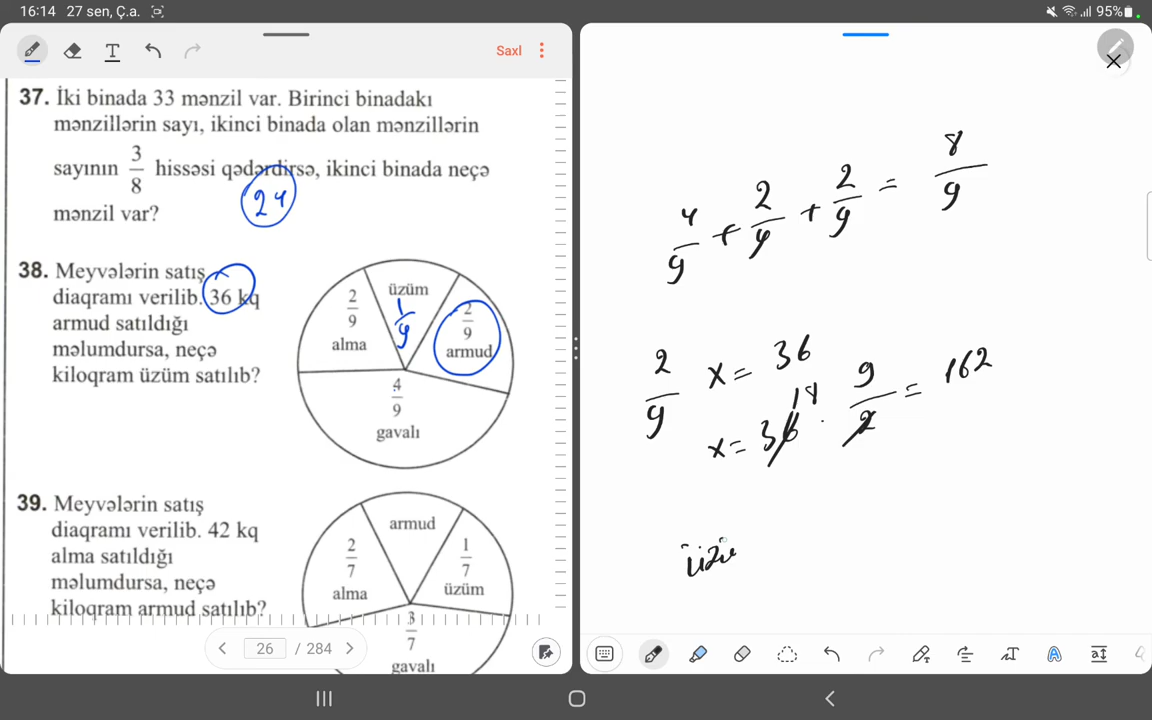 16:14 27 sen, Ç.a. 95%
T Saxl
37. İki binada 33 mənzil var. Birinci binadakı
mənzillərin sayı, ikinci binada olan mənzillərin
sayının 3/8 hissəsi qədərdirsə, ikinci binada neçə
mənzil var?
24
38. Meyvələrin satış
diaqramı verilib. 36 kq
armud satıldığı
məlumdursa, neçə
kiloqram üzüm satılıb?
üzüm
1/9
2/9
alma
2/9
armud
4/9
gavalı
39. Meyvələrin satış
diaqramı verilib. 42 kq
alma satıldığı
məlumdursa, neçə
kiloqram armud satılıb?
armud
2/7
alma
1/7
üzüm
3/7
gavalı
26 / 284
4/9 + 2/9 + 2/9 = 8/9
2/9 x = 36
x = 36 · 9/2 = 162
18
üzü